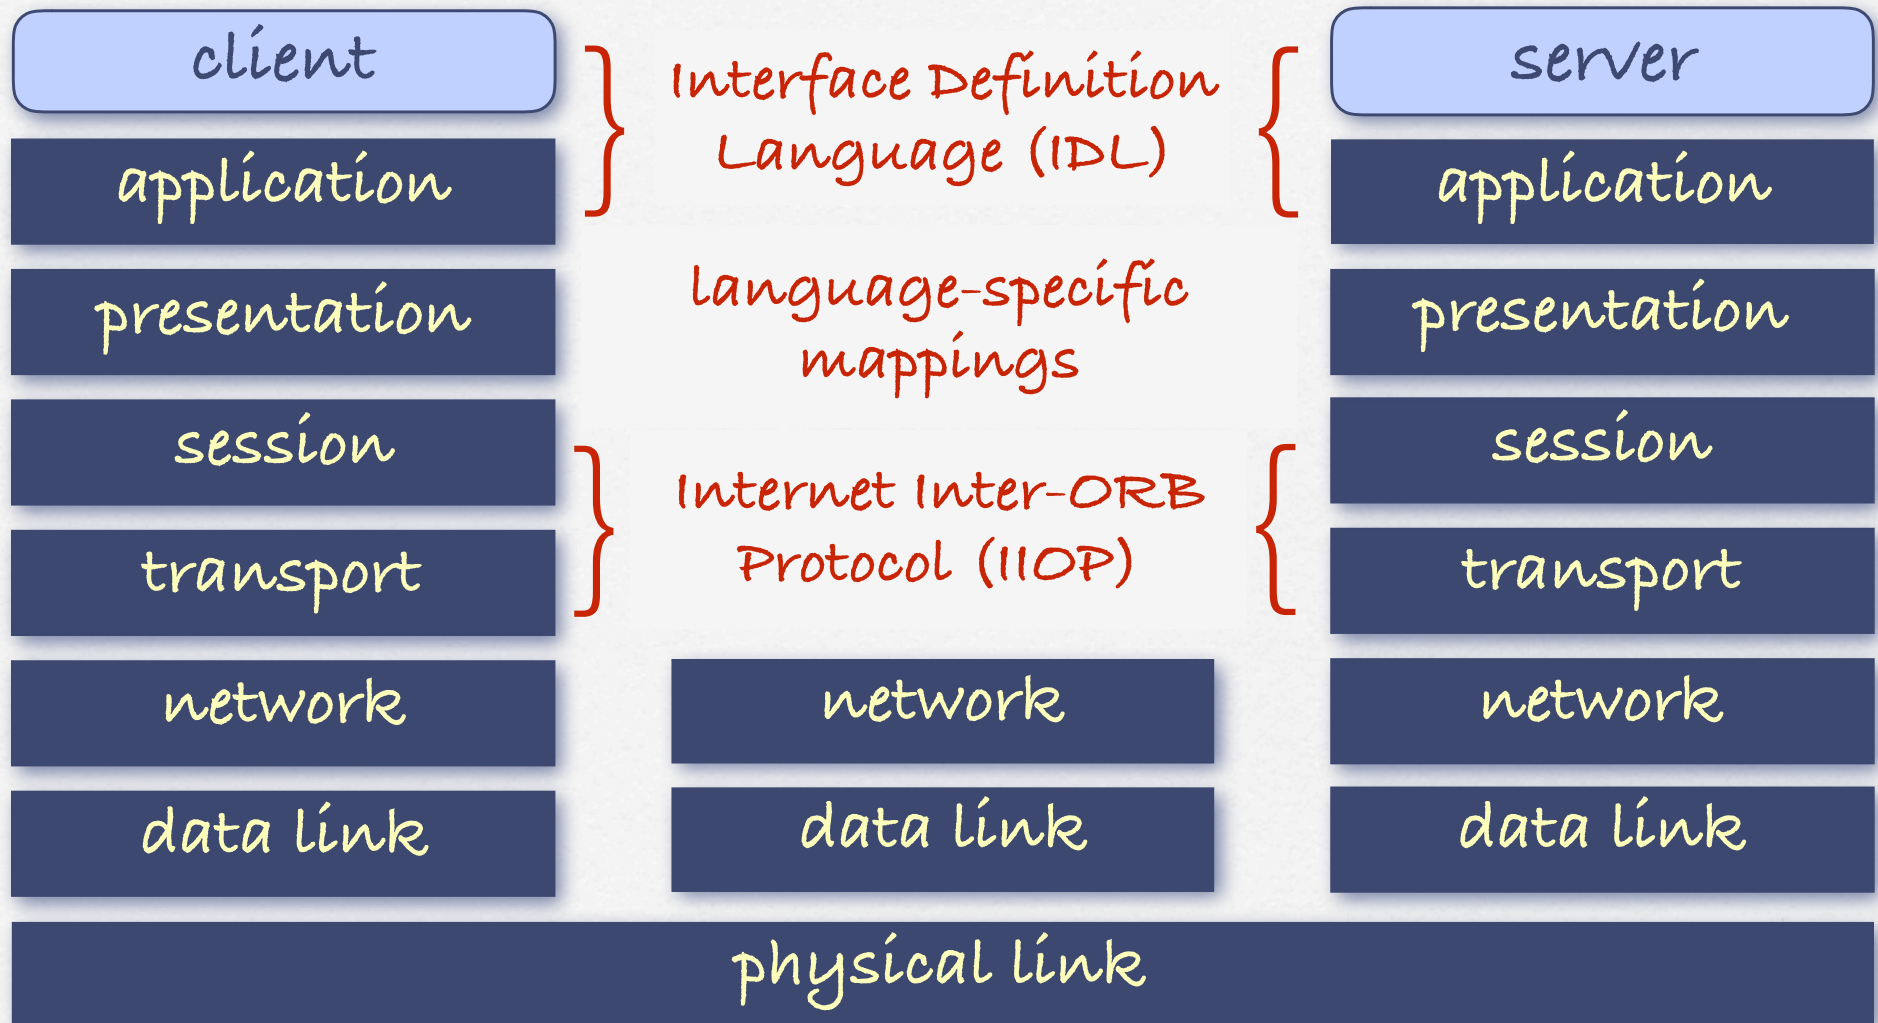 client
application
presentation
session
transport
network
data link
Interface Definition
Language (IDL)
language-specific
mappings
Internet Inter-ORB
Protocol (IIOP)
network
data link
server
application
presentation
session
transport
network
data link
physical link